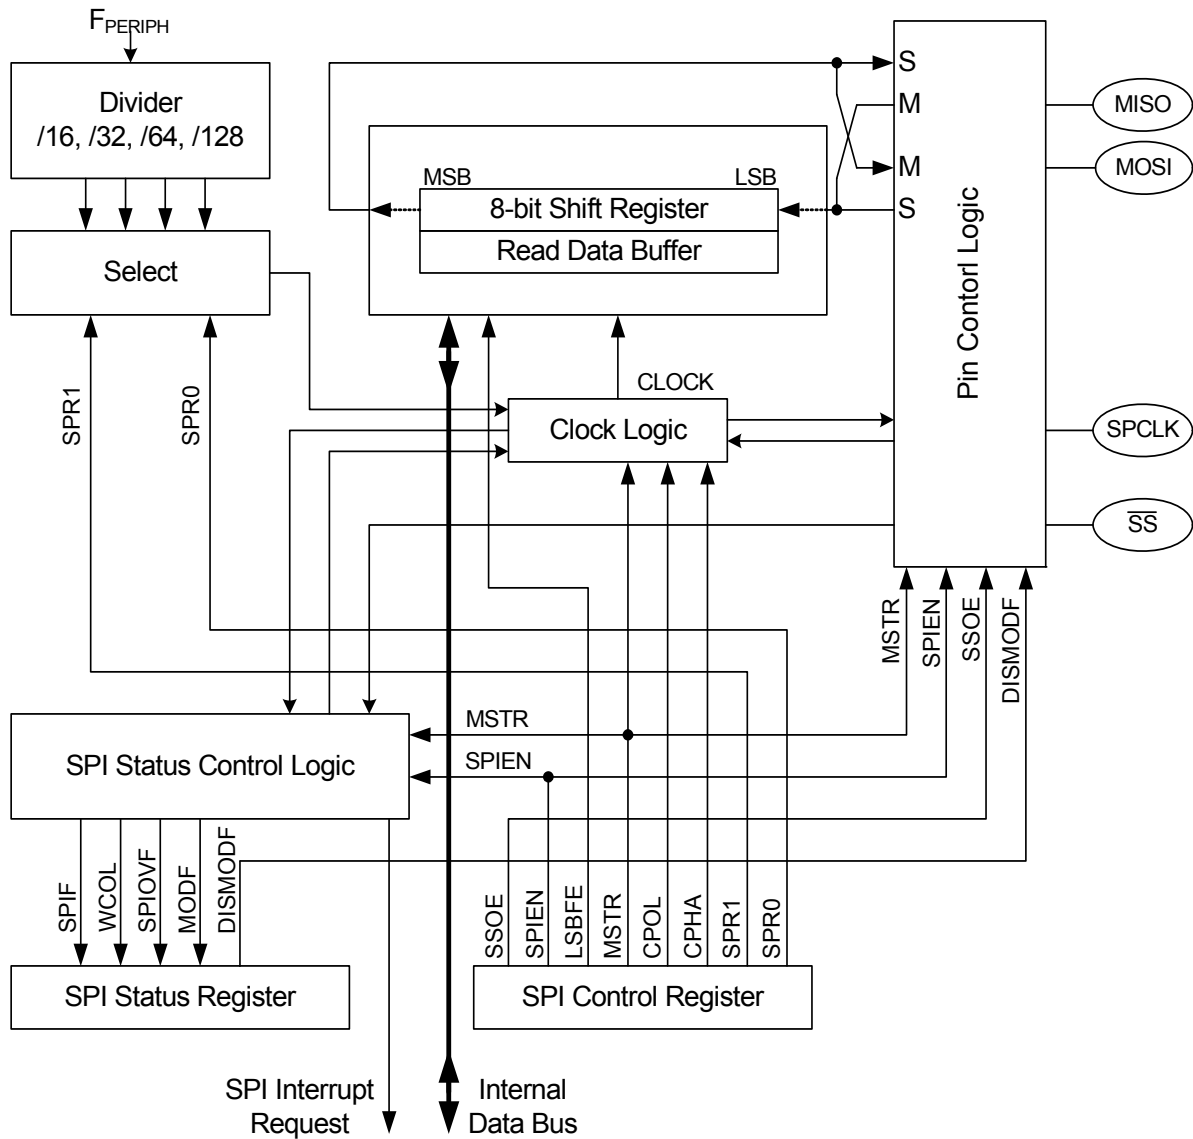 FPERIPH
Divider
/16, /32, /64, /128
Select
SPR1
SPR0
MSB
LSB
8-bit Shift Register
Read Data Buffer
CLOCK
Clock Logic
S
M
M
S
Pin Contorl Logic
MISO
MOSI
SPCLK
SS
MSTR
SPIEN
SSOE
DISMODF
MSTR
SPIEN
SPI Status Control Logic
SPIF
WCOL
SPIOVF
MODF
DISMODF
SPI Status Register
SSOE
SPIEN
LSBFE
MSTR
CPOL
CPHA
SPR1
SPR0
SPI Control Register
SPI Interrupt
Request
Internal
Data Bus